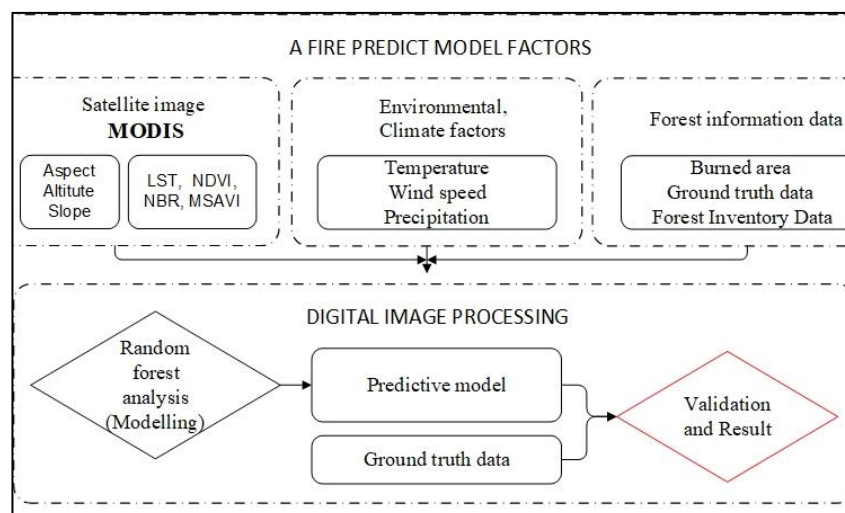 A FIRE PREDICT MODEL FACTORS
Satellite image
MODIS
Aspect
Altitute
Slope
LST, NDVI,
NBR, MSAVI
Environmental,
Climate factors
Temperature
Wind speed
Precipitation
Forest information data
Burned area
Ground truth data
Forest Inventory Data
DIGITAL IMAGE PROCESSING
Random
forest
analysis
(Modelling)
Predictive model
Ground truth data
Validation
and Result